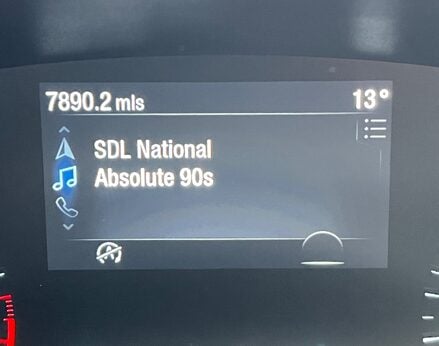 7890.2 mls
13°
SDL National
Absolute 90s
A